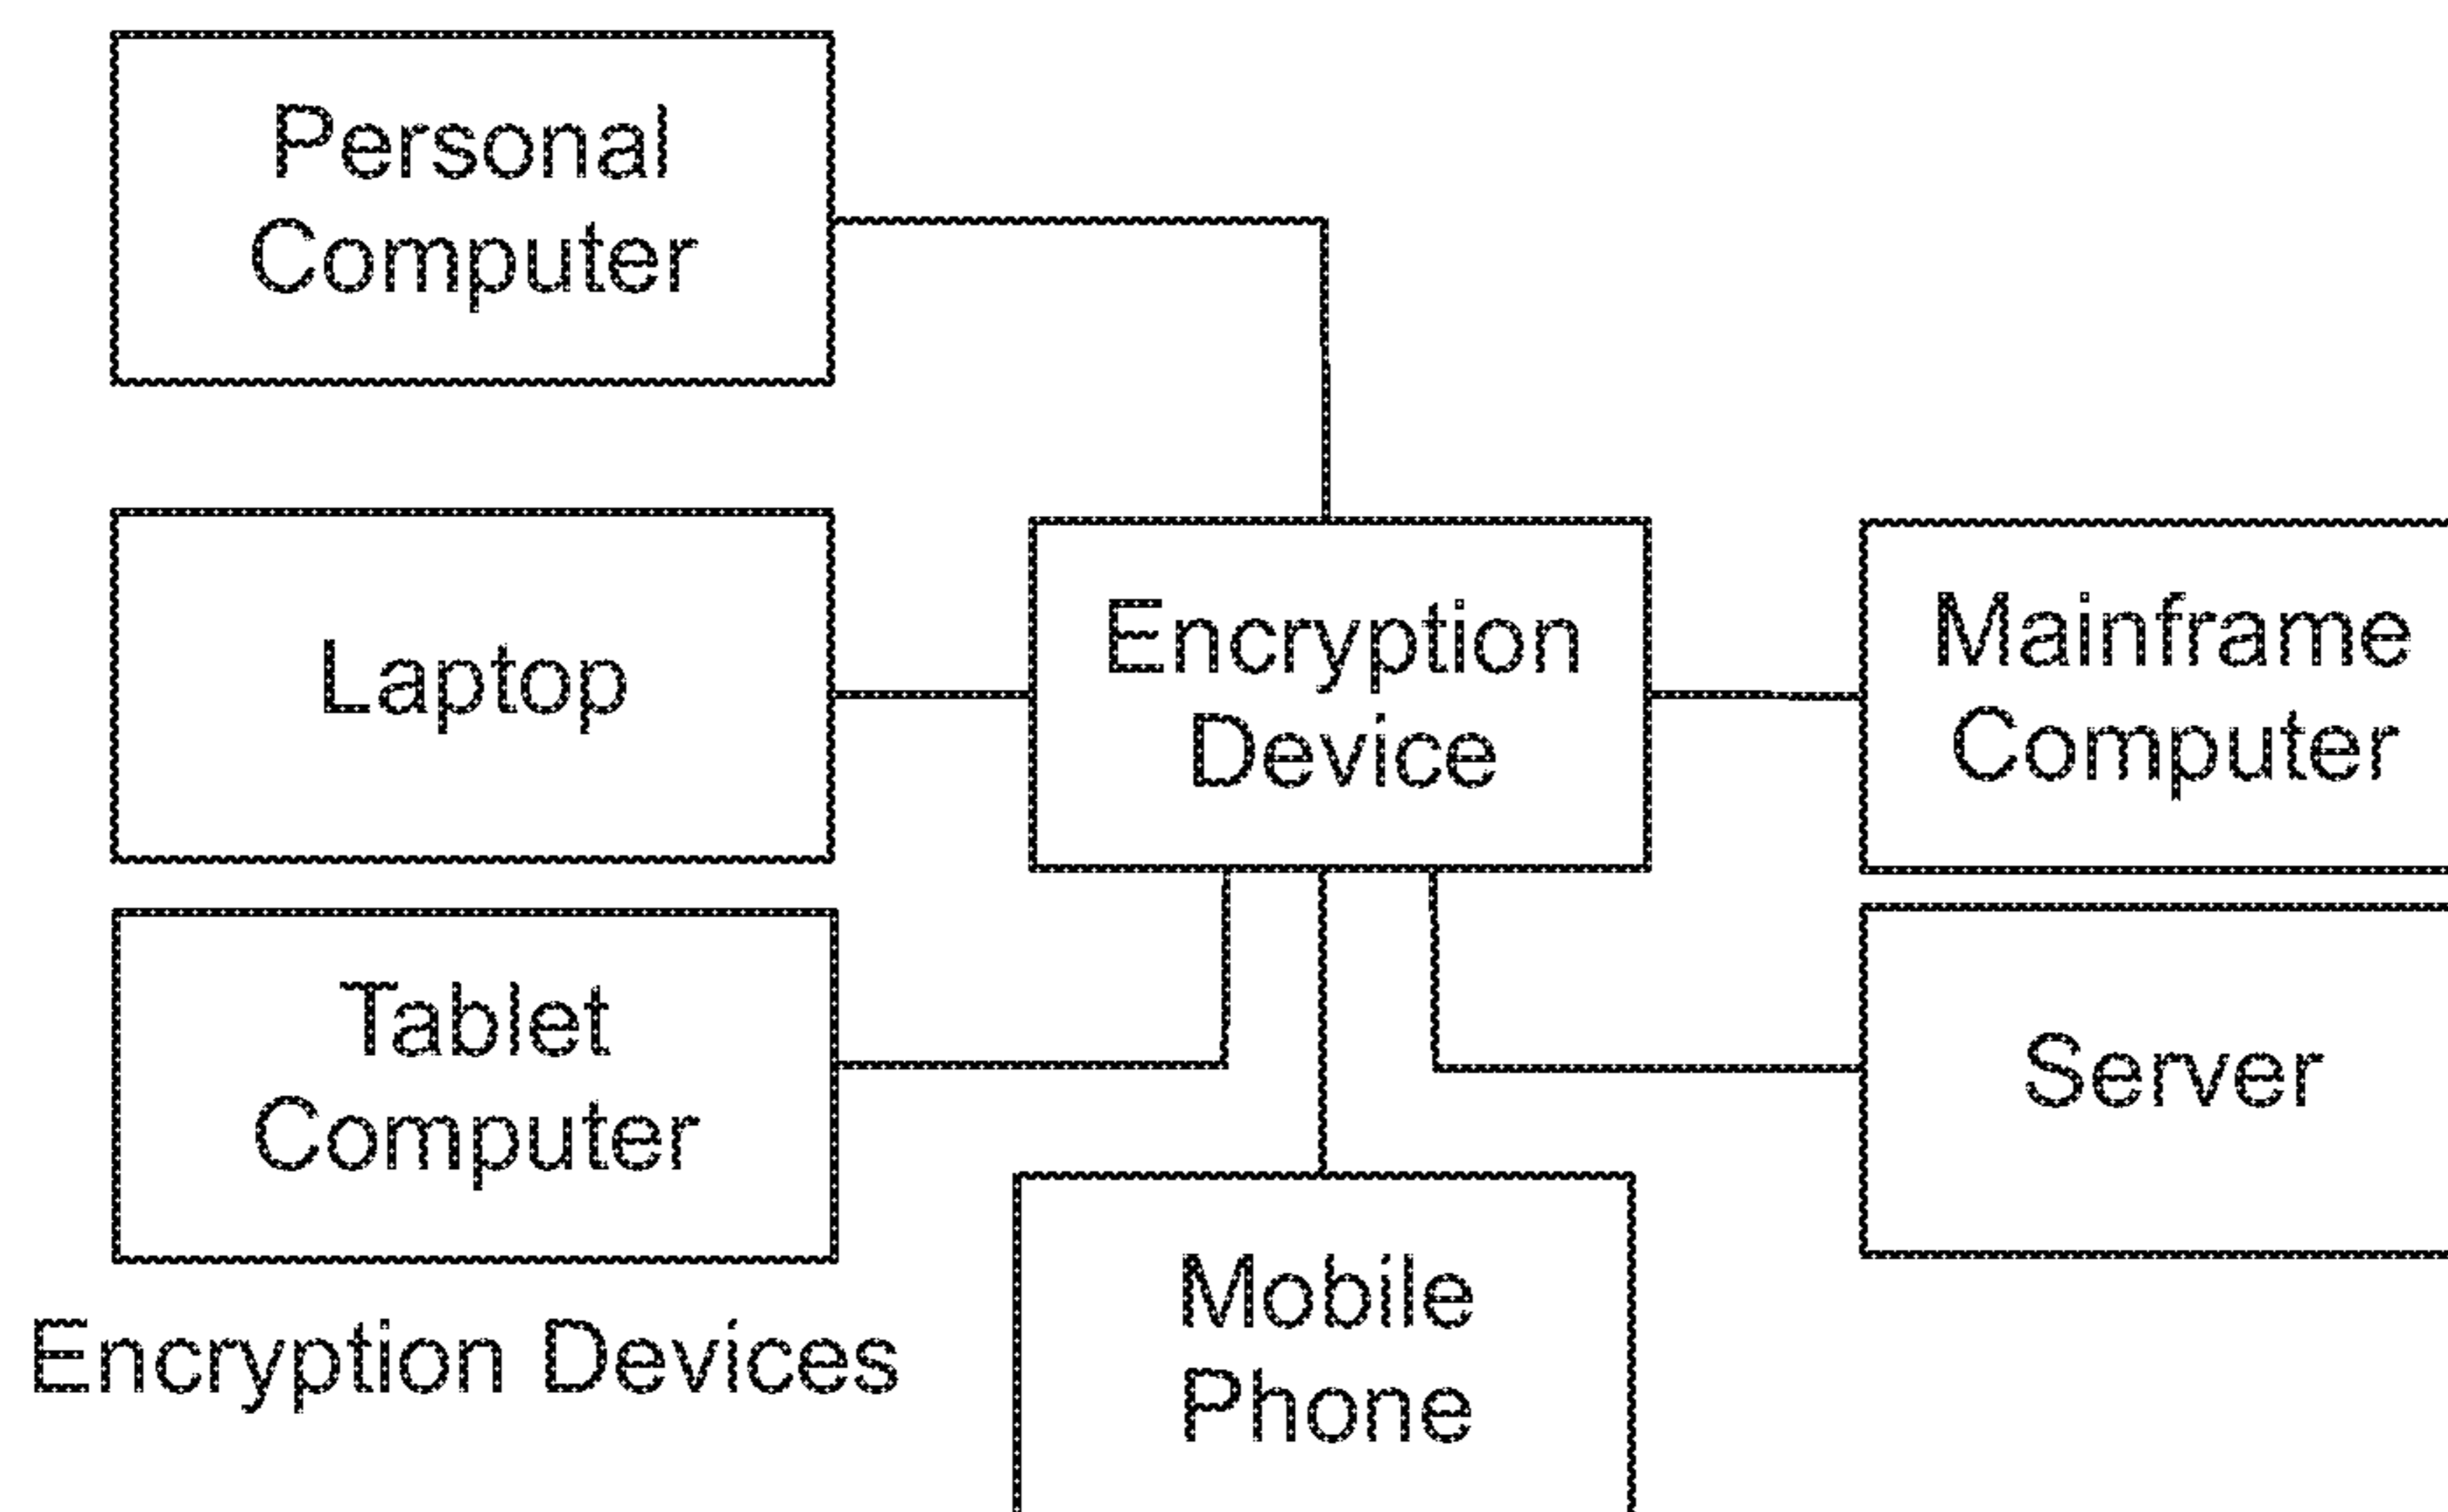 Personal
Computer
Laptop
Encryption
Device
Mainframe
Computer
Tablet
Computer
Server
Mobile
Phone
Encryption Devices